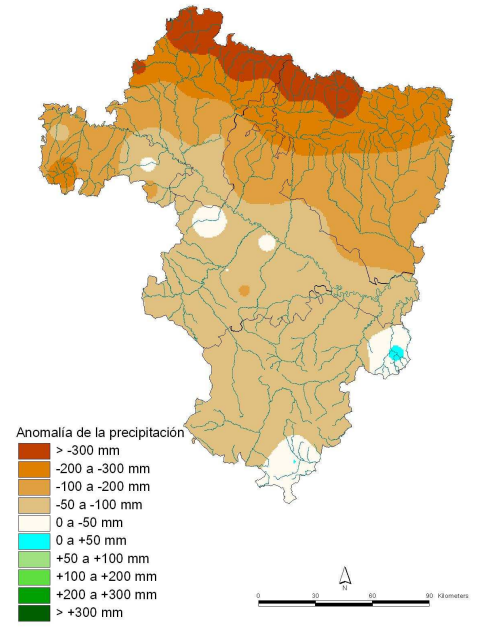 Anomalía de la precipitación
> -300 mm
-200 a -300 mm
-100 a -200 mm
-50 a -100 mm
0 a -50 mm
0 a +50 mm
+50 a +100 mm
+100 a +200 mm
+200 a +300 mm
> +300 mm
N
0 30 60 90 Kilometers